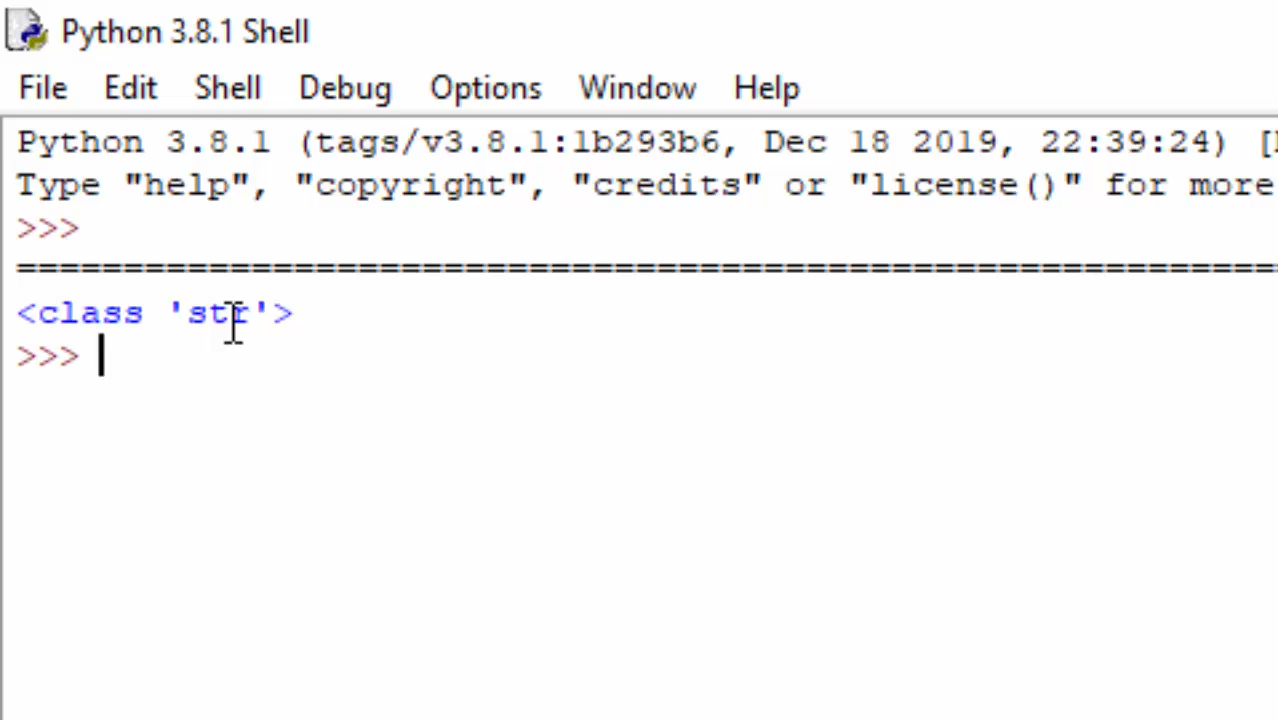 Python 3.8.1 Shell
File Edit Shell Debug Options Window Help
Python 3.8.1 (tags/v3.8.1:1b293b6, Dec 18 2019, 22:39:24) [
Type "help", "copyright", "credits" or "license()" for more
>>>
===========================================================
<class 'str'>
>>>